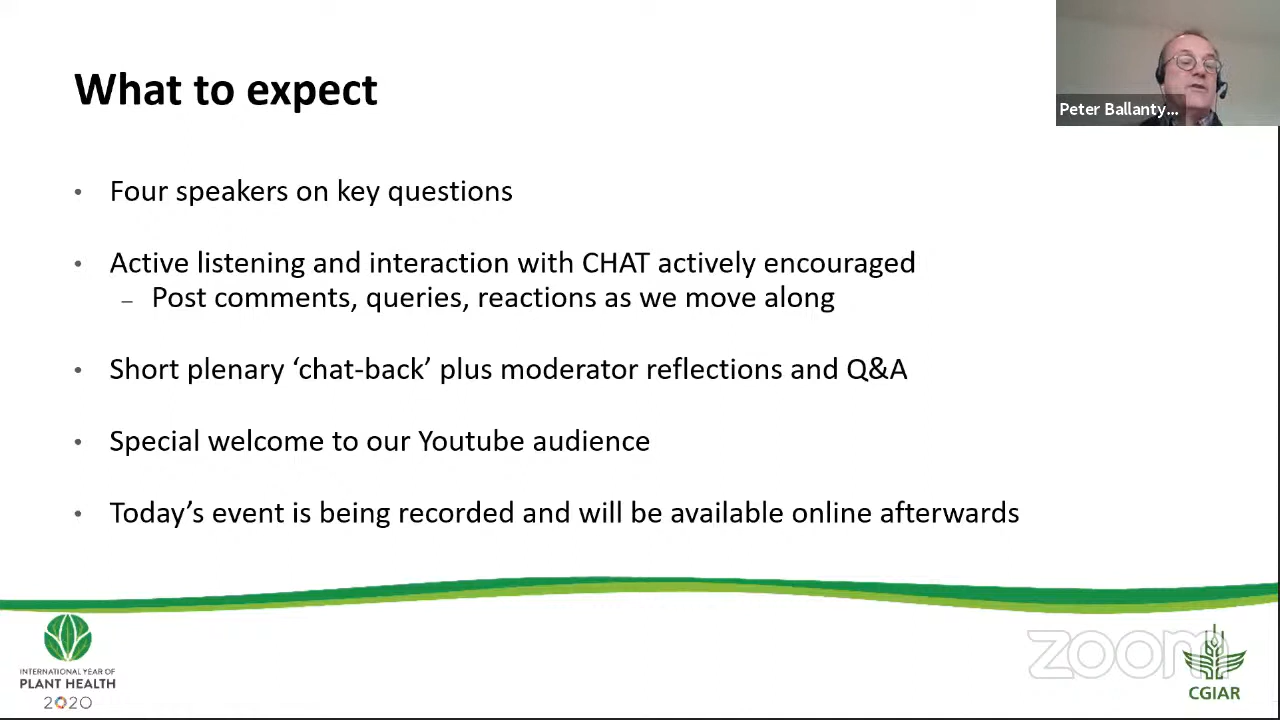 What to expect
Peter Ballanty...
• Four speakers on key questions
• Active listening and interaction with CHAT actively encouraged
– Post comments, queries, reactions as we move along
• Short plenary ‘chat-back’ plus moderator reflections and Q&A
• Special welcome to our Youtube audience
• Today’s event is being recorded and will be available online afterwards
INTERNATIONAL YEAR OF
PLANT HEALTH
2020
zoom
CGIAR